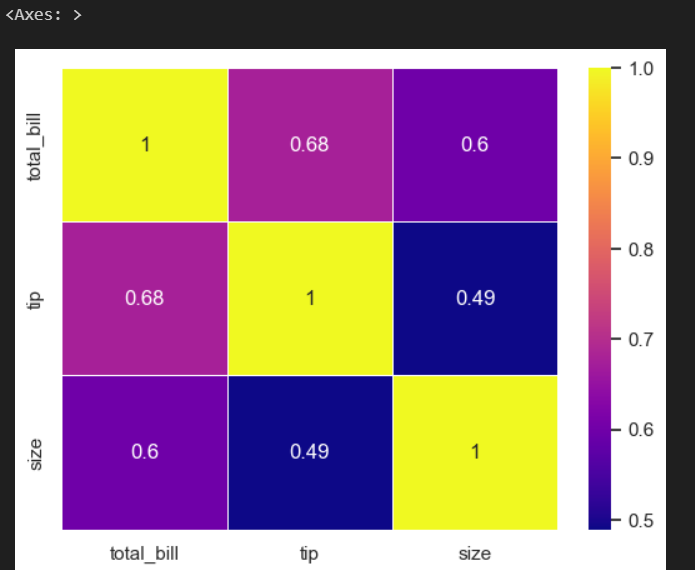 <Axes: >
1.0
total_bill 1 0.68 0.6
0.9
0.8
tip 0.68 1 0.49
0.7
0.6
size 0.6 0.49 1
0.5
total_bill tip size